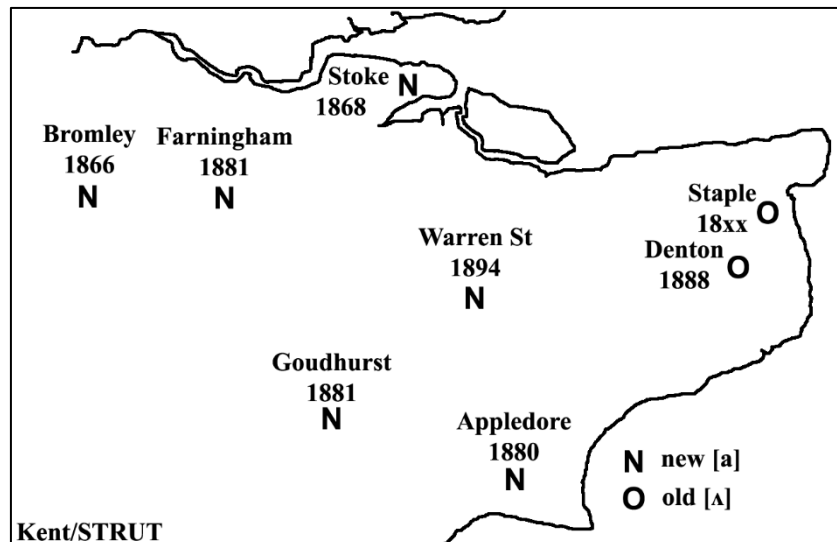 Stoke N
1868
Bromley
1866
N
Farningham
1881
N
Staple
18xx O
Warren St
1894
N
Denton
1888 O
Goudhurst
1881
N
Appledore
1880
N
N new [a]
O old [ʌ]
Kent/STRUT